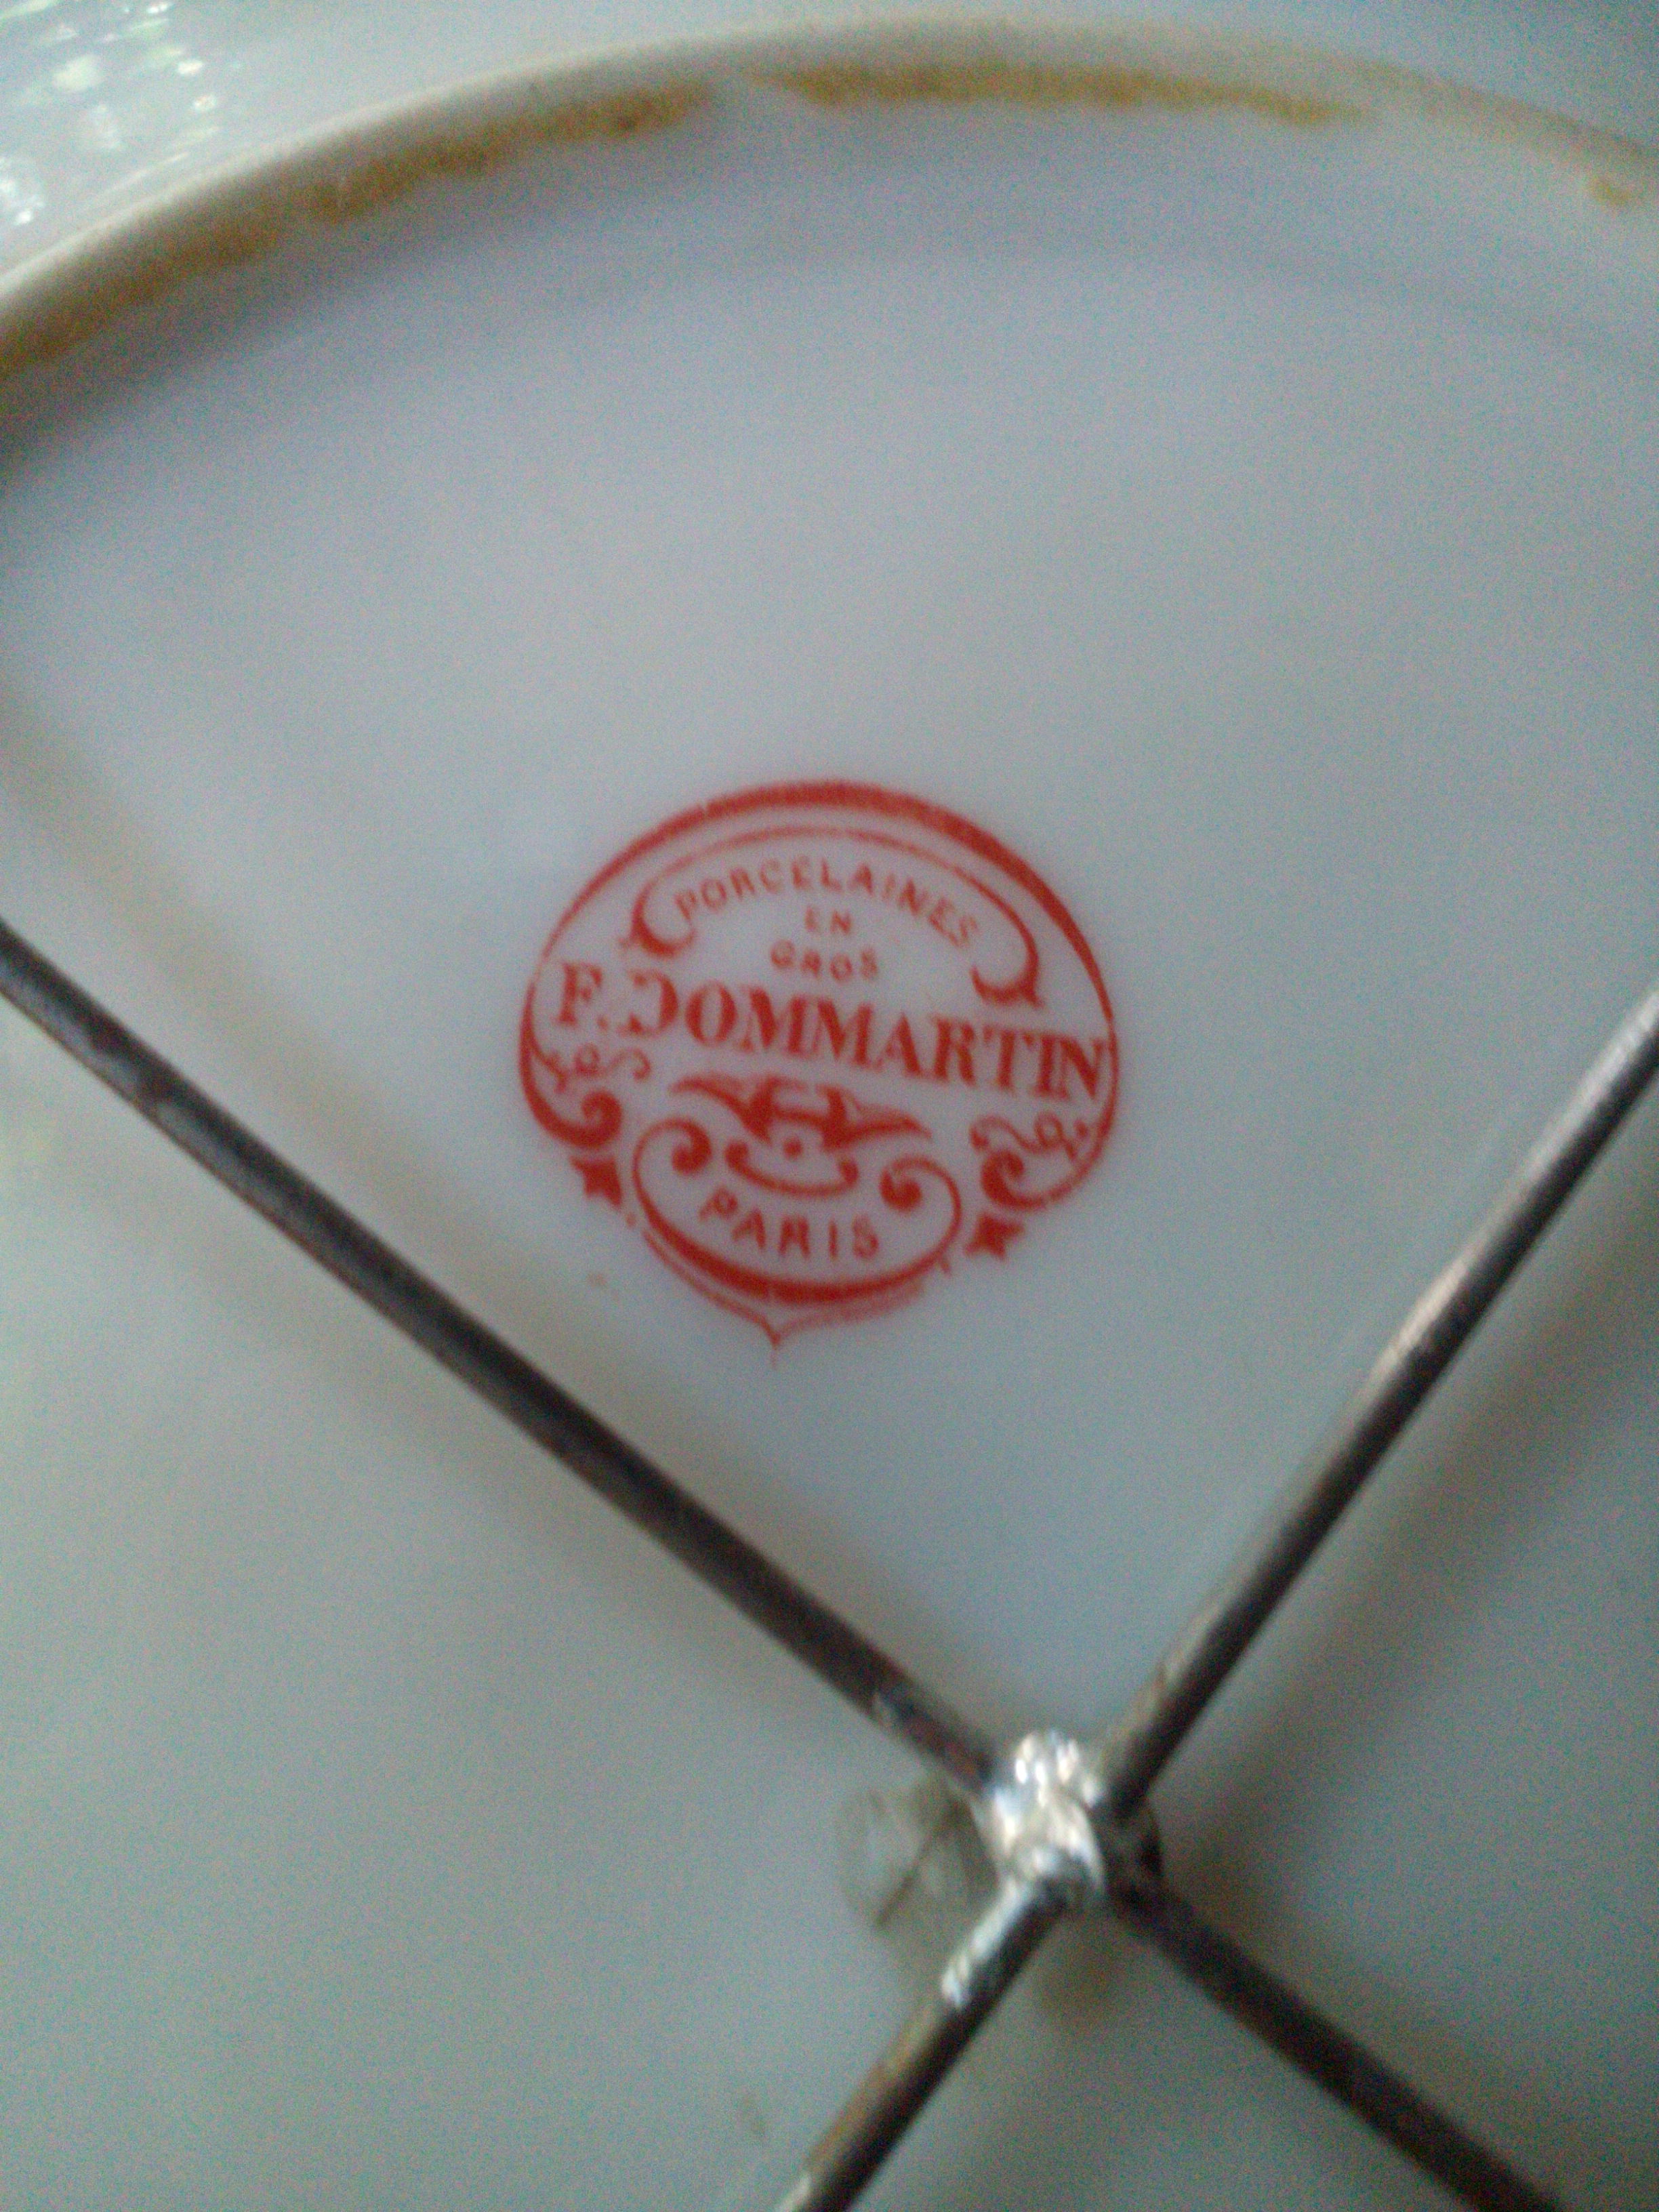 PORCELAINES
EN
GROS
F. DOMMARTIN
PARIS